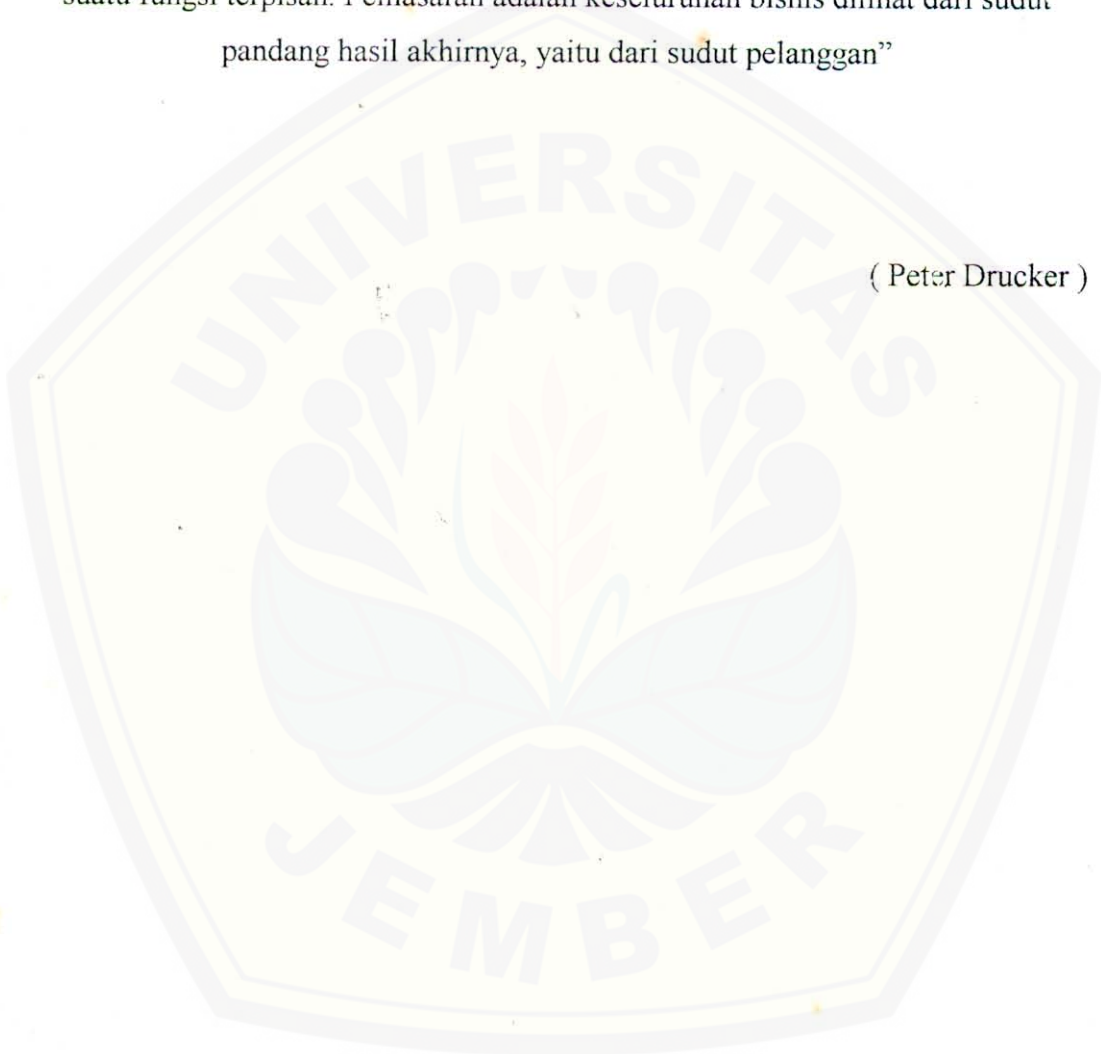 suatu fungsi terpisah. Pemasaran adalah keseluruhan bisnis dilihat dari sudut
pandang hasil akhirnya, yaitu dari sudut pelanggan”
( Peter Drucker )
UNIVERSITAS
JEMBER